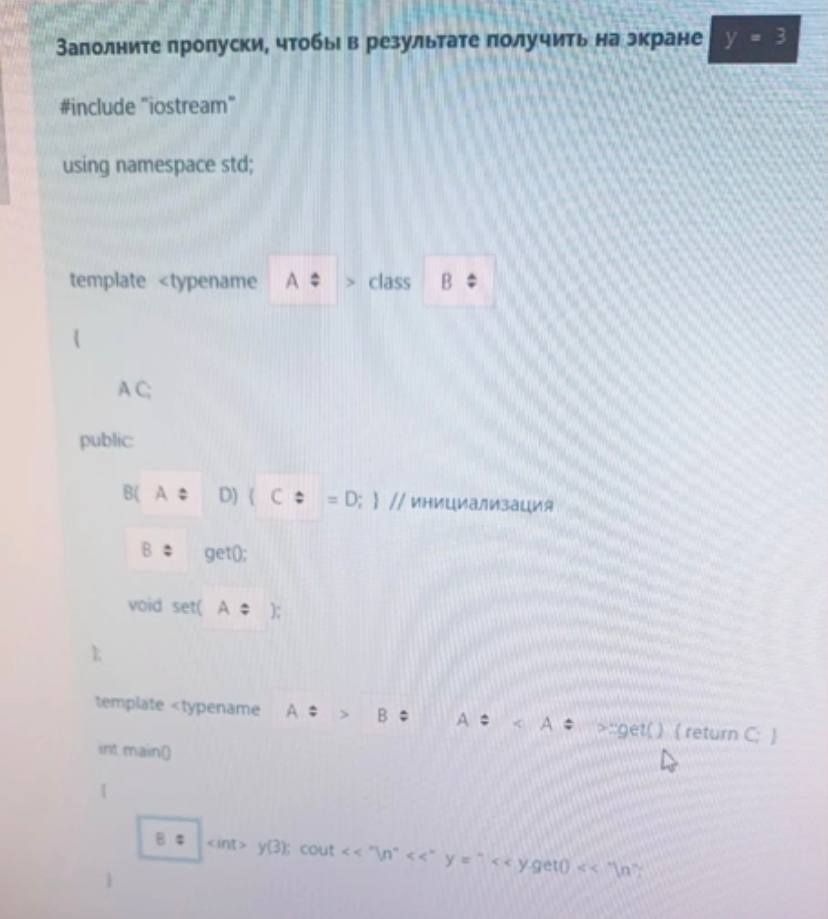 Заполните пропуски, чтобы в результате получить на экране y = 3
#include "iostream"
using namespace std;
template <typename A > class B
{
A C;
public:
B( A D) { C = D; } // инициализация
B get();
void set( A );
};
template <typename A > B A < A >::get( ) { return C; }
int main()
{
B <int> y(3); cout << "\n" <<" y = " << y.get() << "\n";
}